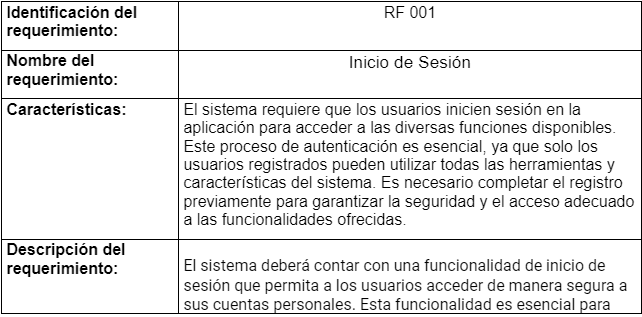 Identificación del
requerimiento:
RF 001
Nombre del
requerimiento:
Inicio de Sesión
Características:
El sistema requiere que los usuarios inicien sesión en la
aplicación para acceder a las diversas funciones disponibles.
Este proceso de autenticación es esencial, ya que solo los
usuarios registrados pueden utilizar todas las herramientas y
características del sistema. Es necesario completar el registro
previamente para garantizar la seguridad y el acceso adecuado
a las funcionalidades ofrecidas.
Descripción del
requerimiento:
El sistema deberá contar con una funcionalidad de inicio de
sesión que permita a los usuarios acceder de manera segura a
sus cuentas personales. Esta funcionalidad es esencial para